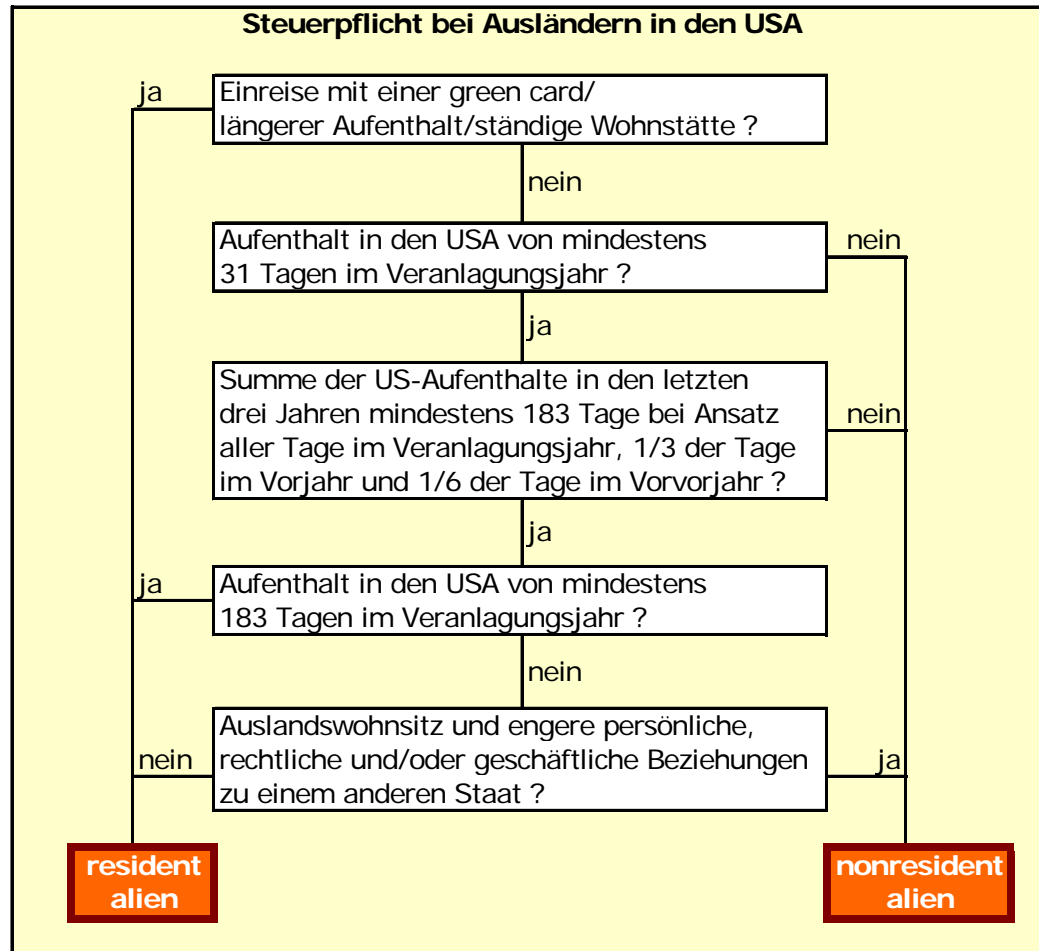 Steuerpflicht bei Ausländern in den USA
ja
Einreise mit einer green card/
längerer Aufenthalt/ständige Wohnstätte ?
nein
Aufenthalt in den USA von mindestens
31 Tagen im Veranlagungsjahr ?
nein
ja
Summe der US-Aufenthalte in den letzten
drei Jahren mindestens 183 Tage bei Ansatz
aller Tage im Veranlagungsjahr, 1/3 der Tage
im Vorjahr und 1/6 der Tage im Vorvorjahr ?
nein
ja
ja
Aufenthalt in den USA von mindestens
183 Tagen im Veranlagungsjahr ?
nein
nein
Auslandswohnsitz und engere persönliche,
rechtliche und/oder geschäftliche Beziehungen
zu einem anderen Staat ?
ja
resident
alien
nonresident
alien